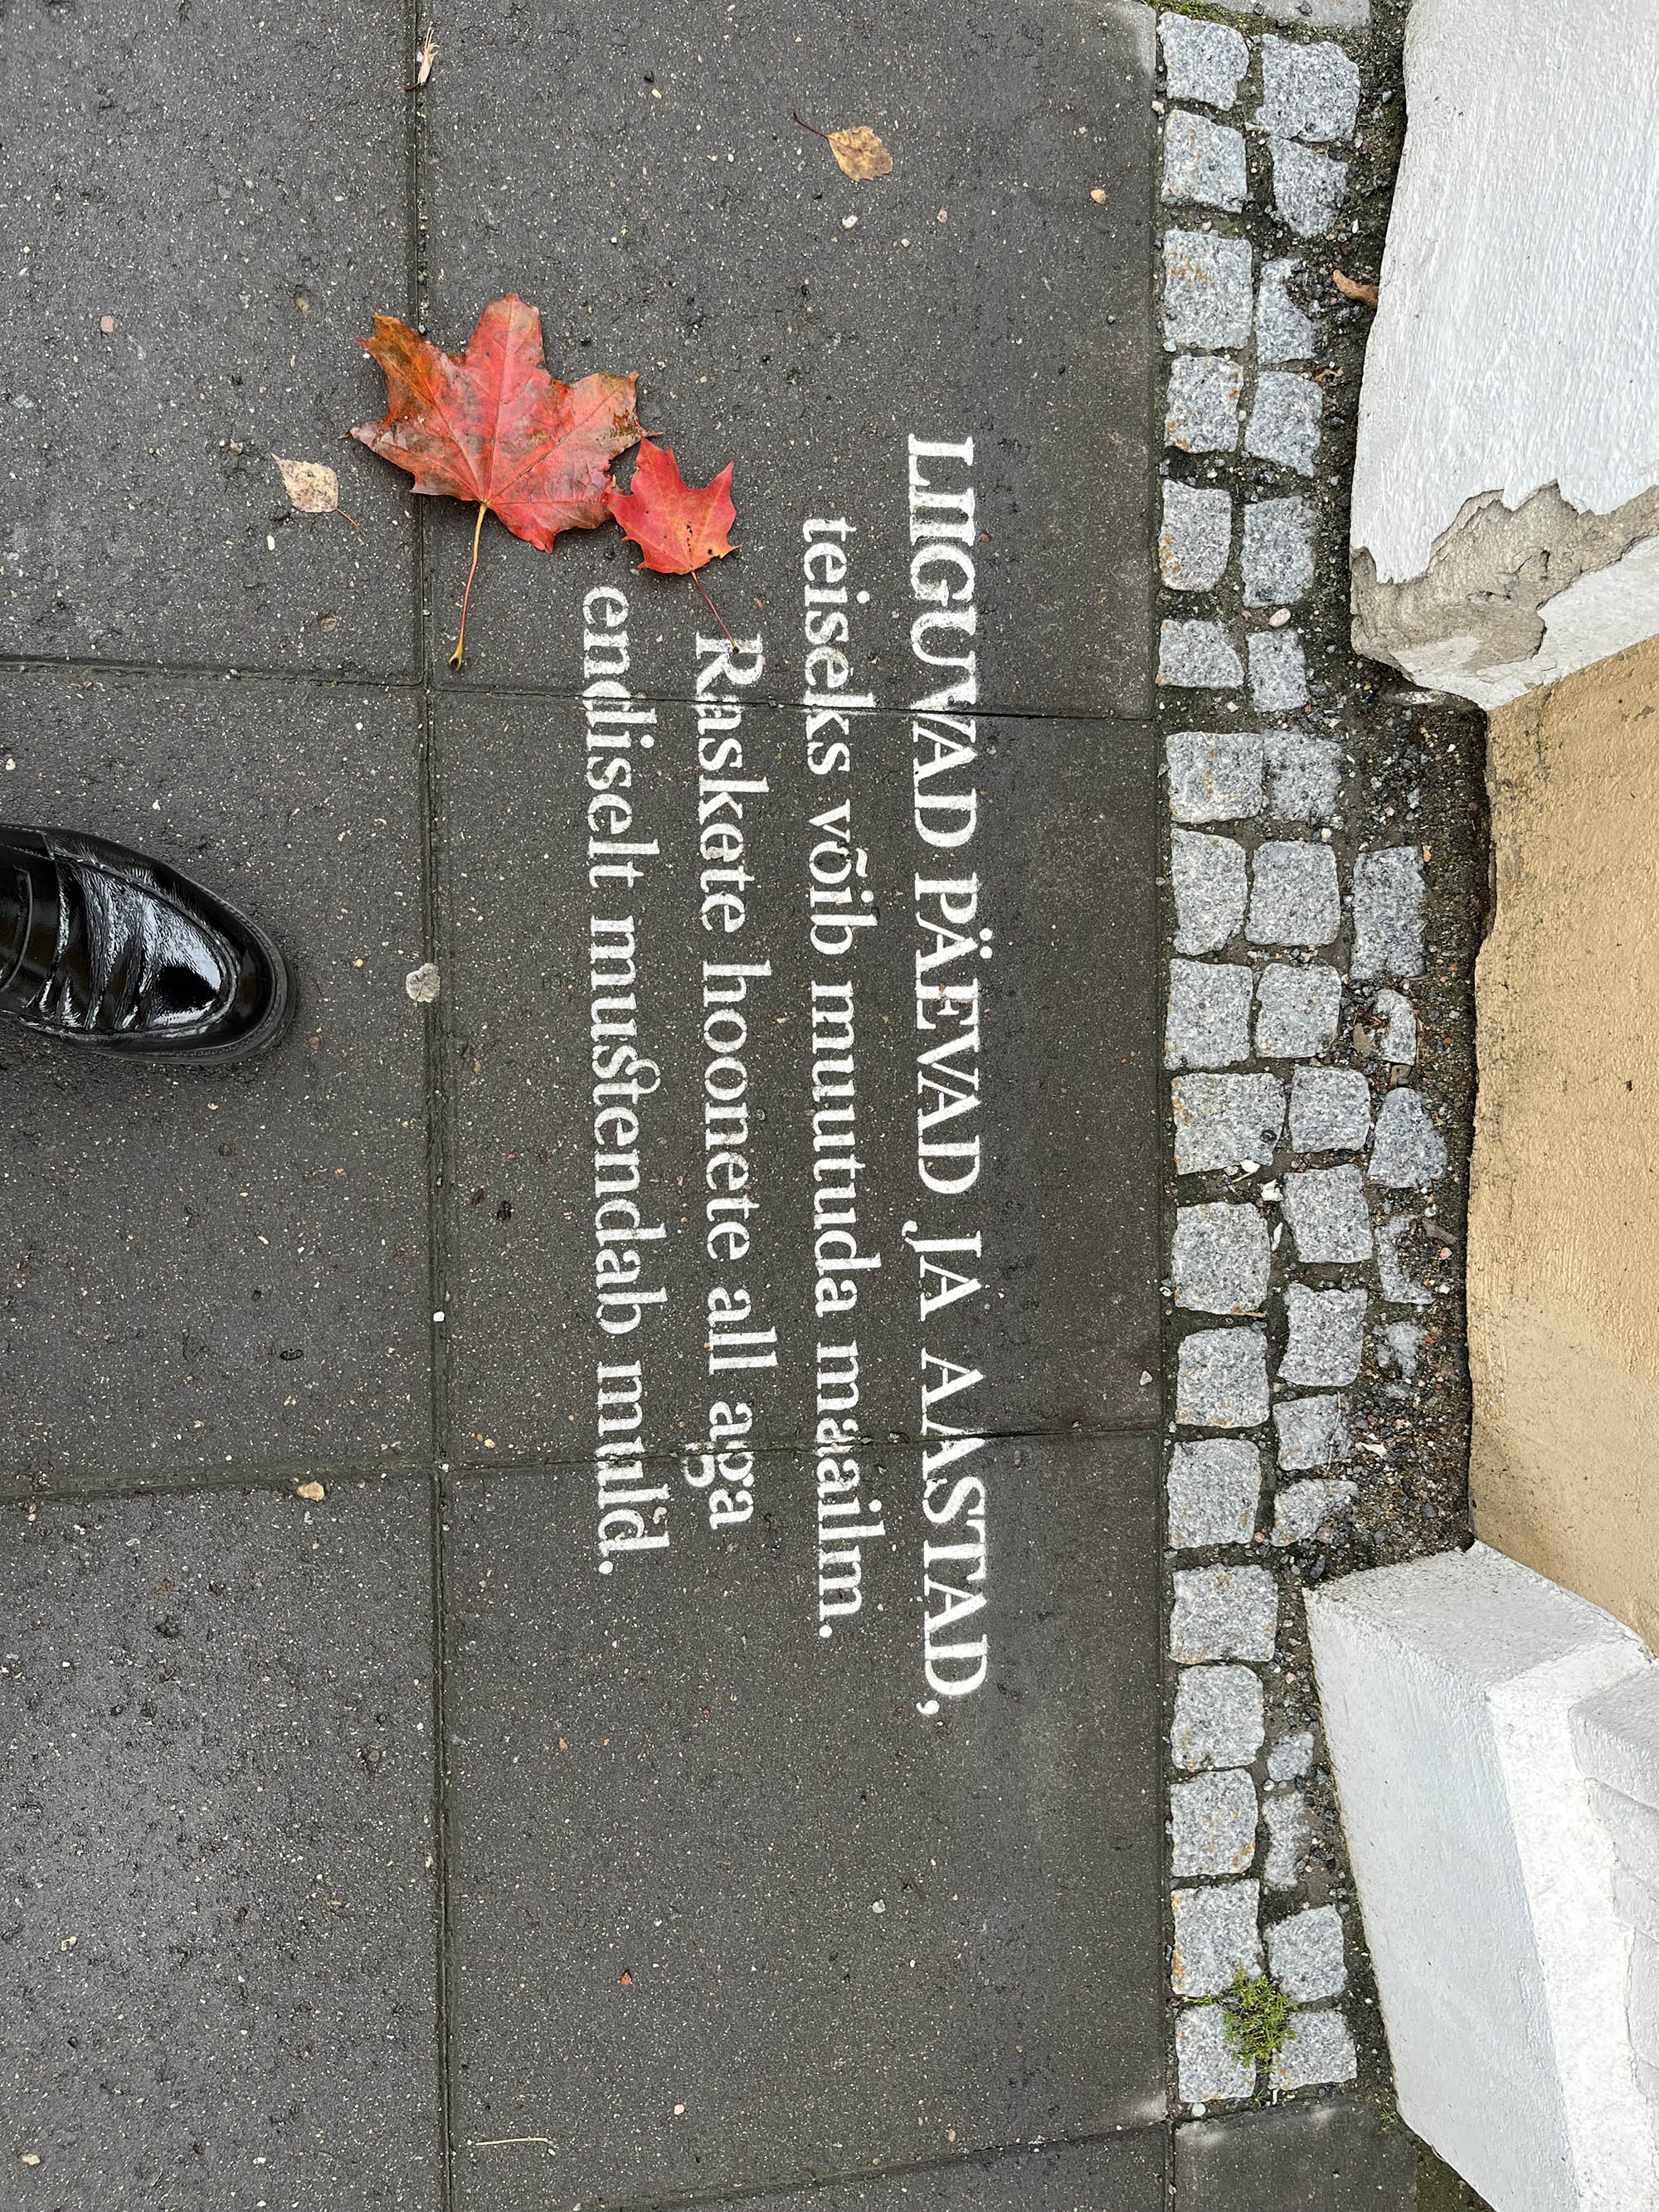 LIIGUVAD PÄEVAD JA AASTAD,
teiseks võib muutuda maailm.
Raskete hoonete all aga
endiselt mustendab muld.